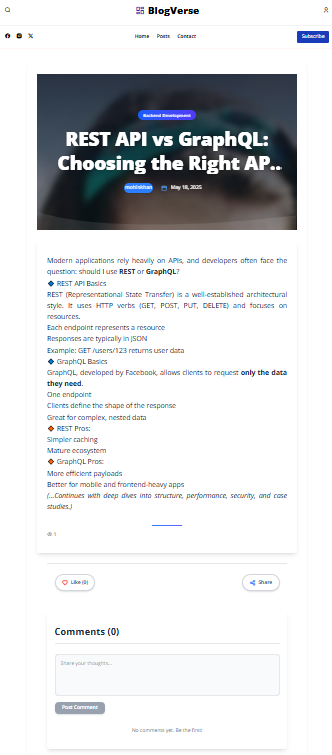 BlogVerse
Home Posts Contact
Subscribe
Backend Development
REST API vs GraphQL:
Choosing the Right AP..
mohinkhan May 18, 2025
Modern applications rely heavily on APIs, and developers often face the
question: should I use REST or GraphQL?
🔹 REST API Basics
REST (Representational State Transfer) is a well-established architectural
style. It uses HTTP verbs (GET, POST, PUT, DELETE) and focuses on
resources.
Each endpoint represents a resource
Responses are typically in JSON
Example: GET /users/123 returns user data
🔹 GraphQL Basics
GraphQL, developed by Facebook, allows clients to request only the data
they need.
One endpoint
Clients define the shape of the response
Great for complex, nested data
🔸 REST Pros:
Simpler caching
Mature ecosystem
🔸 GraphQL Pros:
More efficient payloads
Better for mobile and frontend-heavy apps
(...Continues with deep dives into structure, performance, security, and case
studies.)
1
Like (0)
Share
Comments (0)
Share your thoughts...
Post Comment
No comments yet. Be the first!